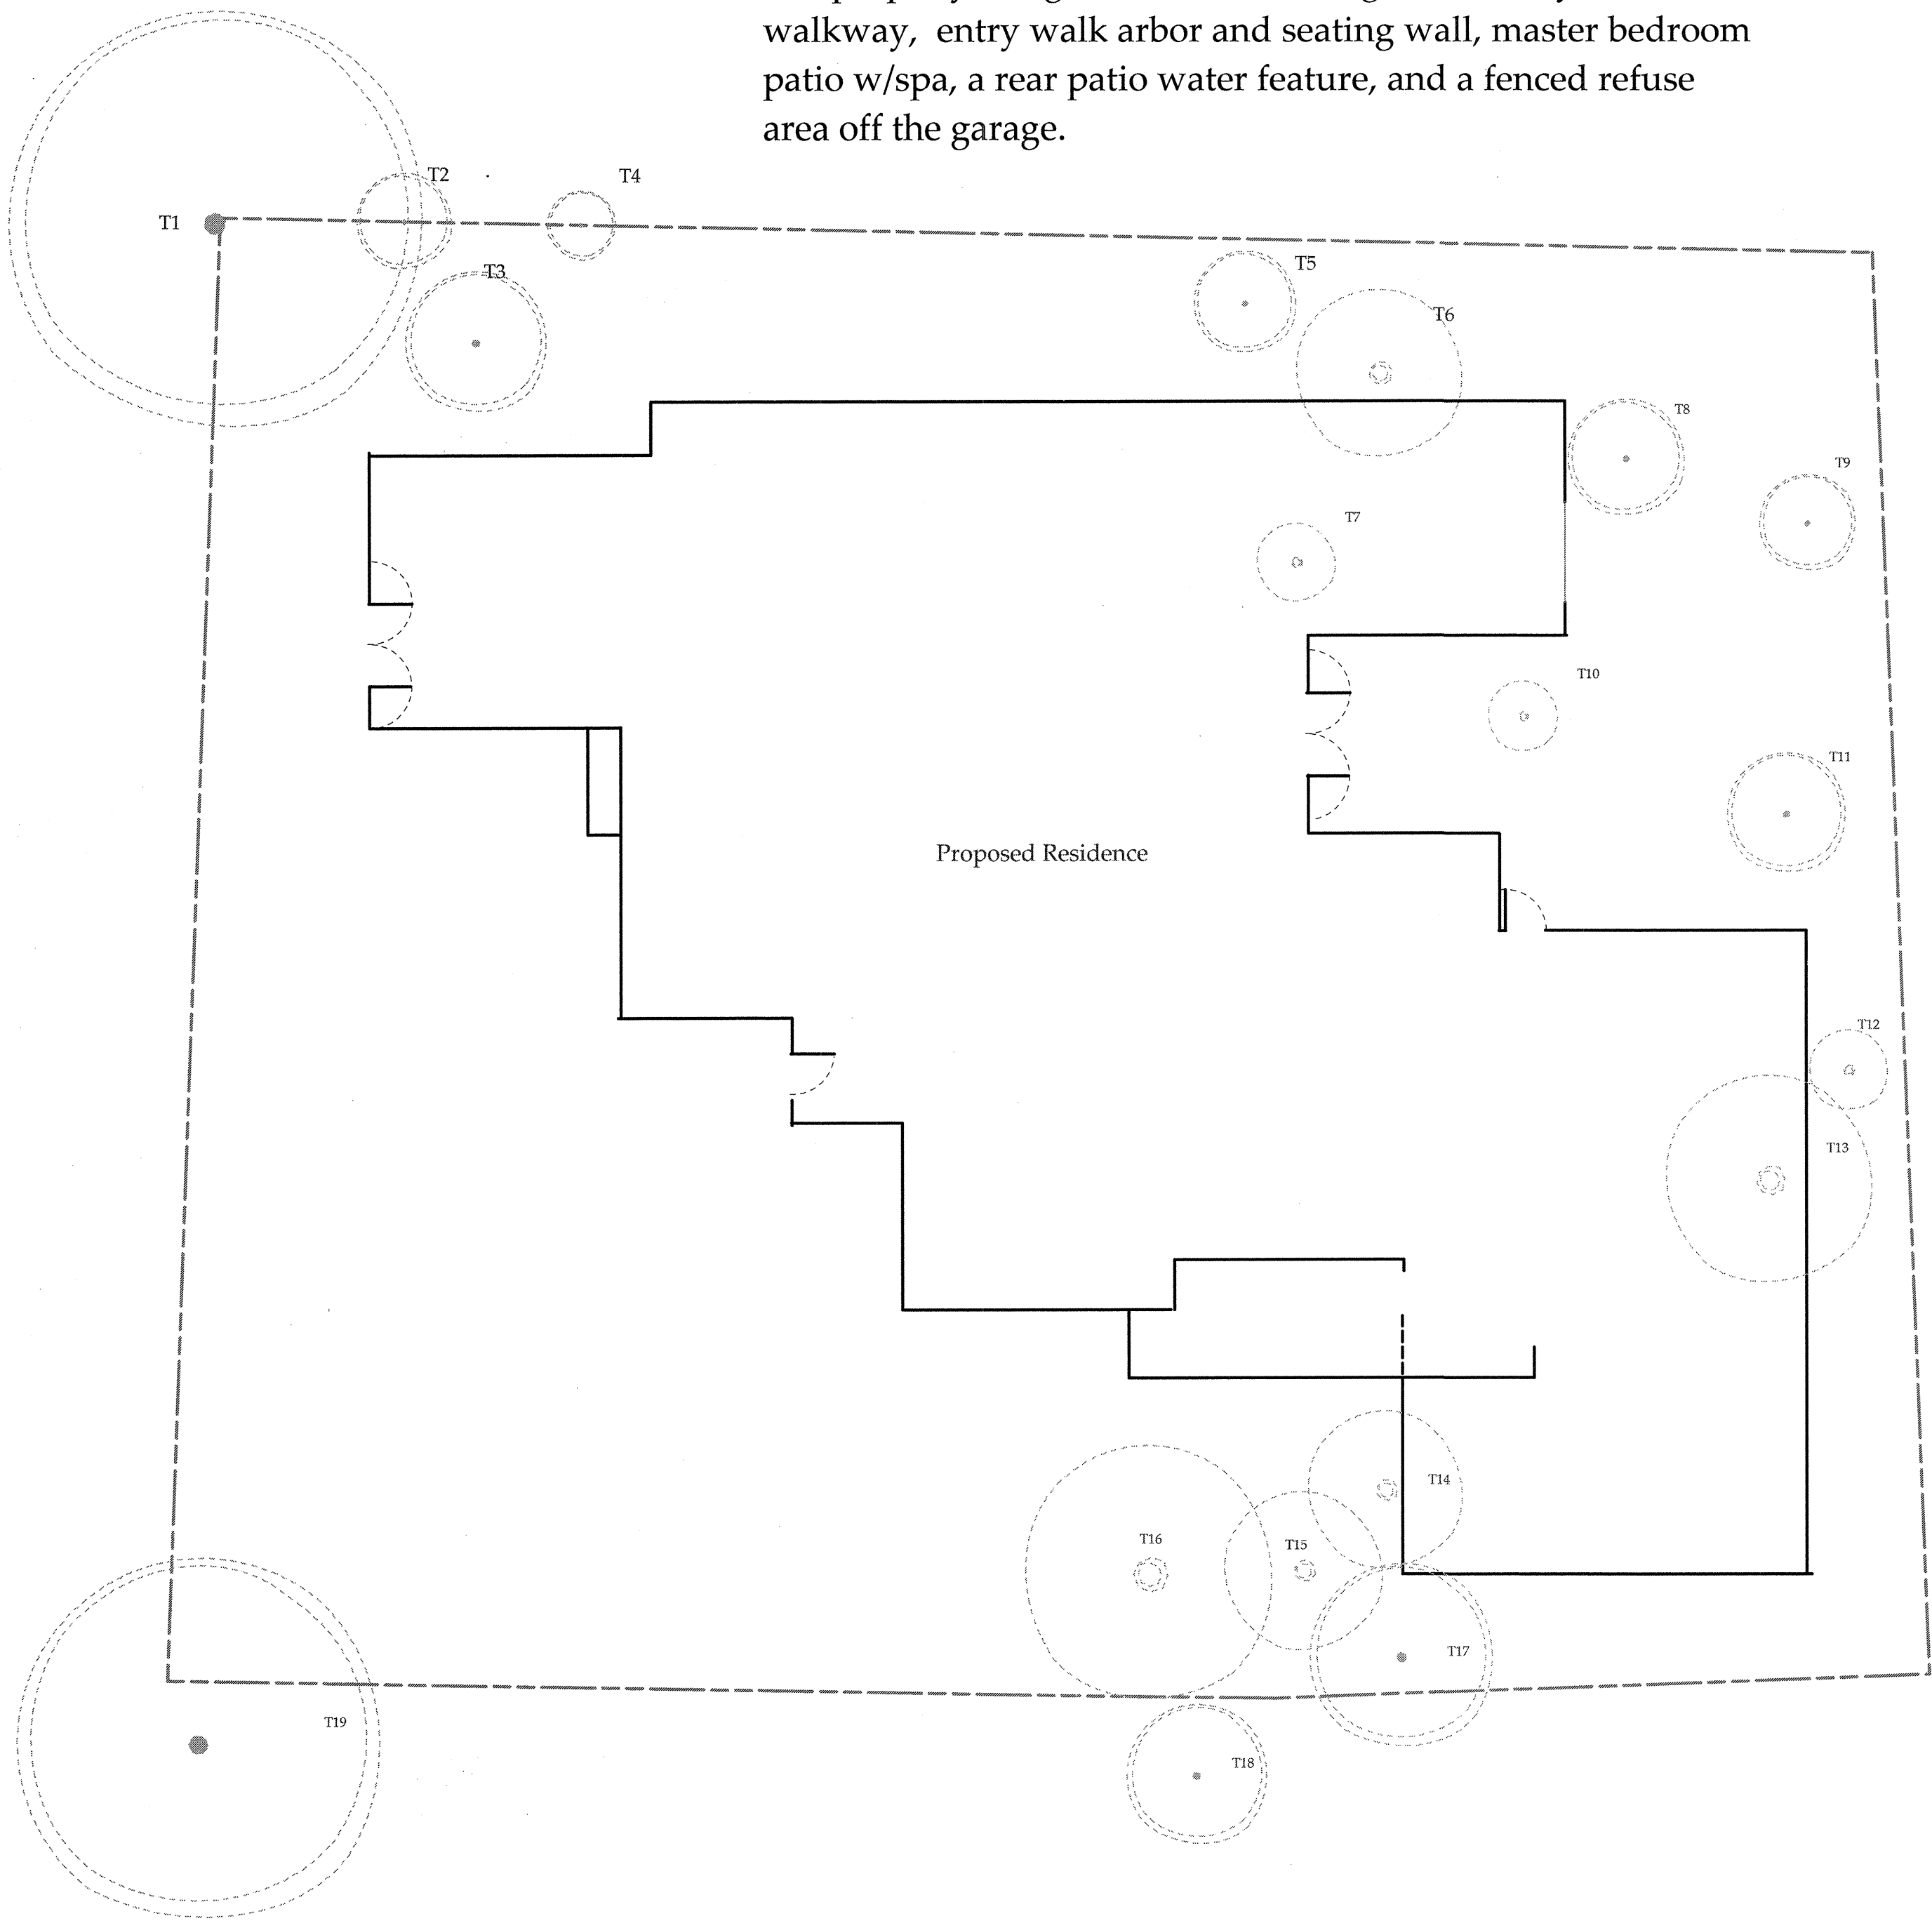 walkway, entry walk arbor and seating wall, master bedroom
patio w/spa, a rear patio water feature, and a fenced refuse
area off the garage.
T2
T4
T1
T3
T5
T6
T8
T9
T7
T10
T11
Proposed Residence
T12
T13
T14
T16
T15
T17
T19
T18